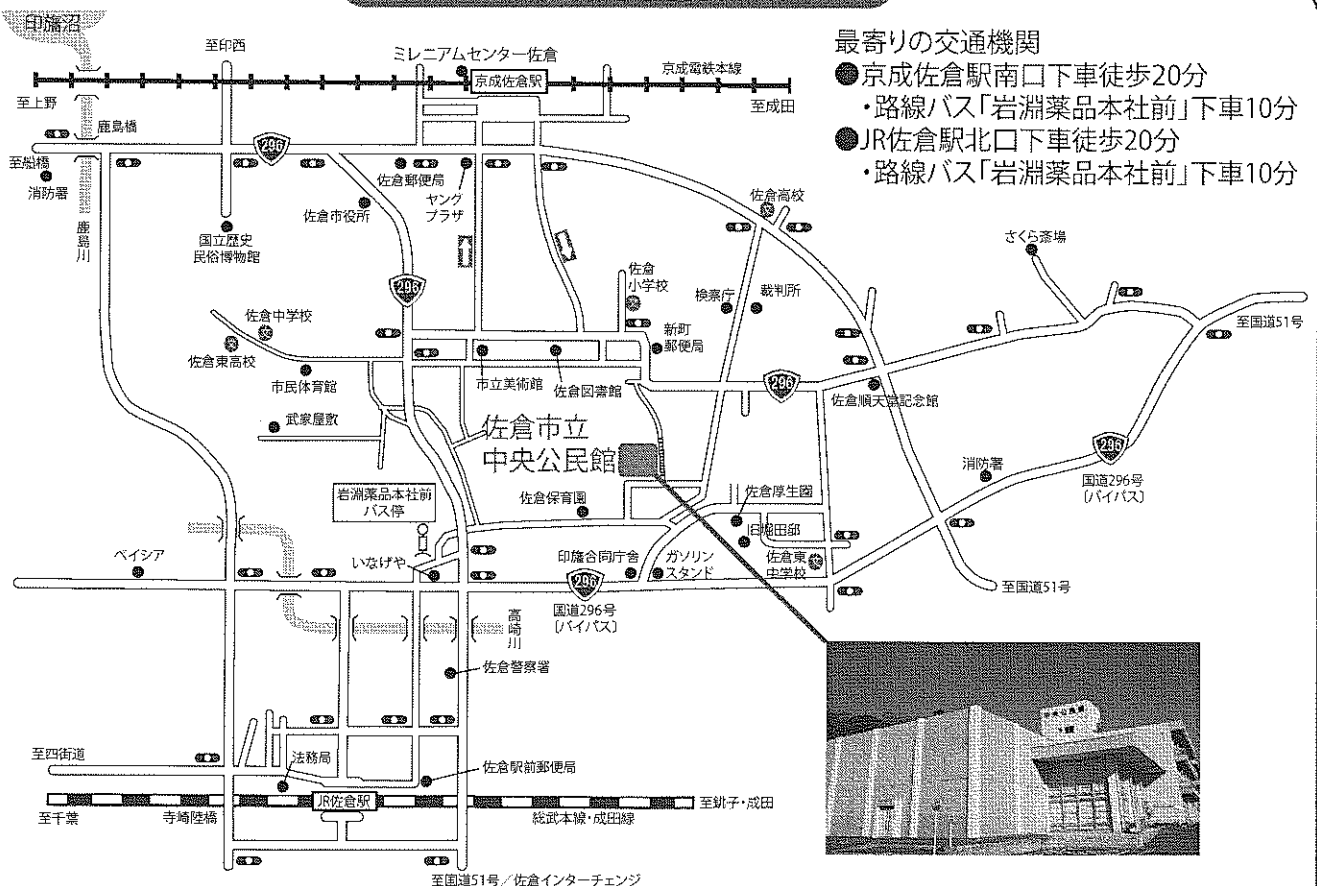 印旛沼
至印西
ミレニアムセンター佐倉
京成佐倉駅
京成電鉄本線
至上野
至成田
最寄りの交通機関
●京成佐倉駅南口下車徒歩20分
・路線バス「岩淵薬品本社前」下車10分
●JR佐倉駅北口下車徒歩20分
・路線バス「岩淵薬品本社前」下車10分
鹿島橋
296
至船橋
消防署
佐倉郵便局
ヤング
プラザ
佐倉市役所
鹿島川
国立歴史
民俗博物館
佐倉高校
さくら斎場
296
佐倉
小学校
検察庁
裁判所
至国道51号
佐倉中学校
佐倉東高校
新町
郵便局
市民体育館
市立美術館
佐倉図書館
296
佐倉順天堂記念館
武家屋敷
佐倉市立
中央公民館
296
国道296号
〔バイパス〕
消防署
岩淵薬品本社前
バス停
佐倉保育園
佐倉厚生園
旧堀田邸
ベイシア
いなげや
印旛合同庁舎
ガソリン
スタンド
佐倉東
中学校
296
国道296号
〔バイパス〕
至国道51号
高崎川
佐倉警察署
中央公民館
至四街道
法務局
佐倉駅前郵便局
JR佐倉駅
至銚子・成田
至千葉
寺崎陸橋
総武本線・成田線
至国道51号/佐倉インターチェンジ